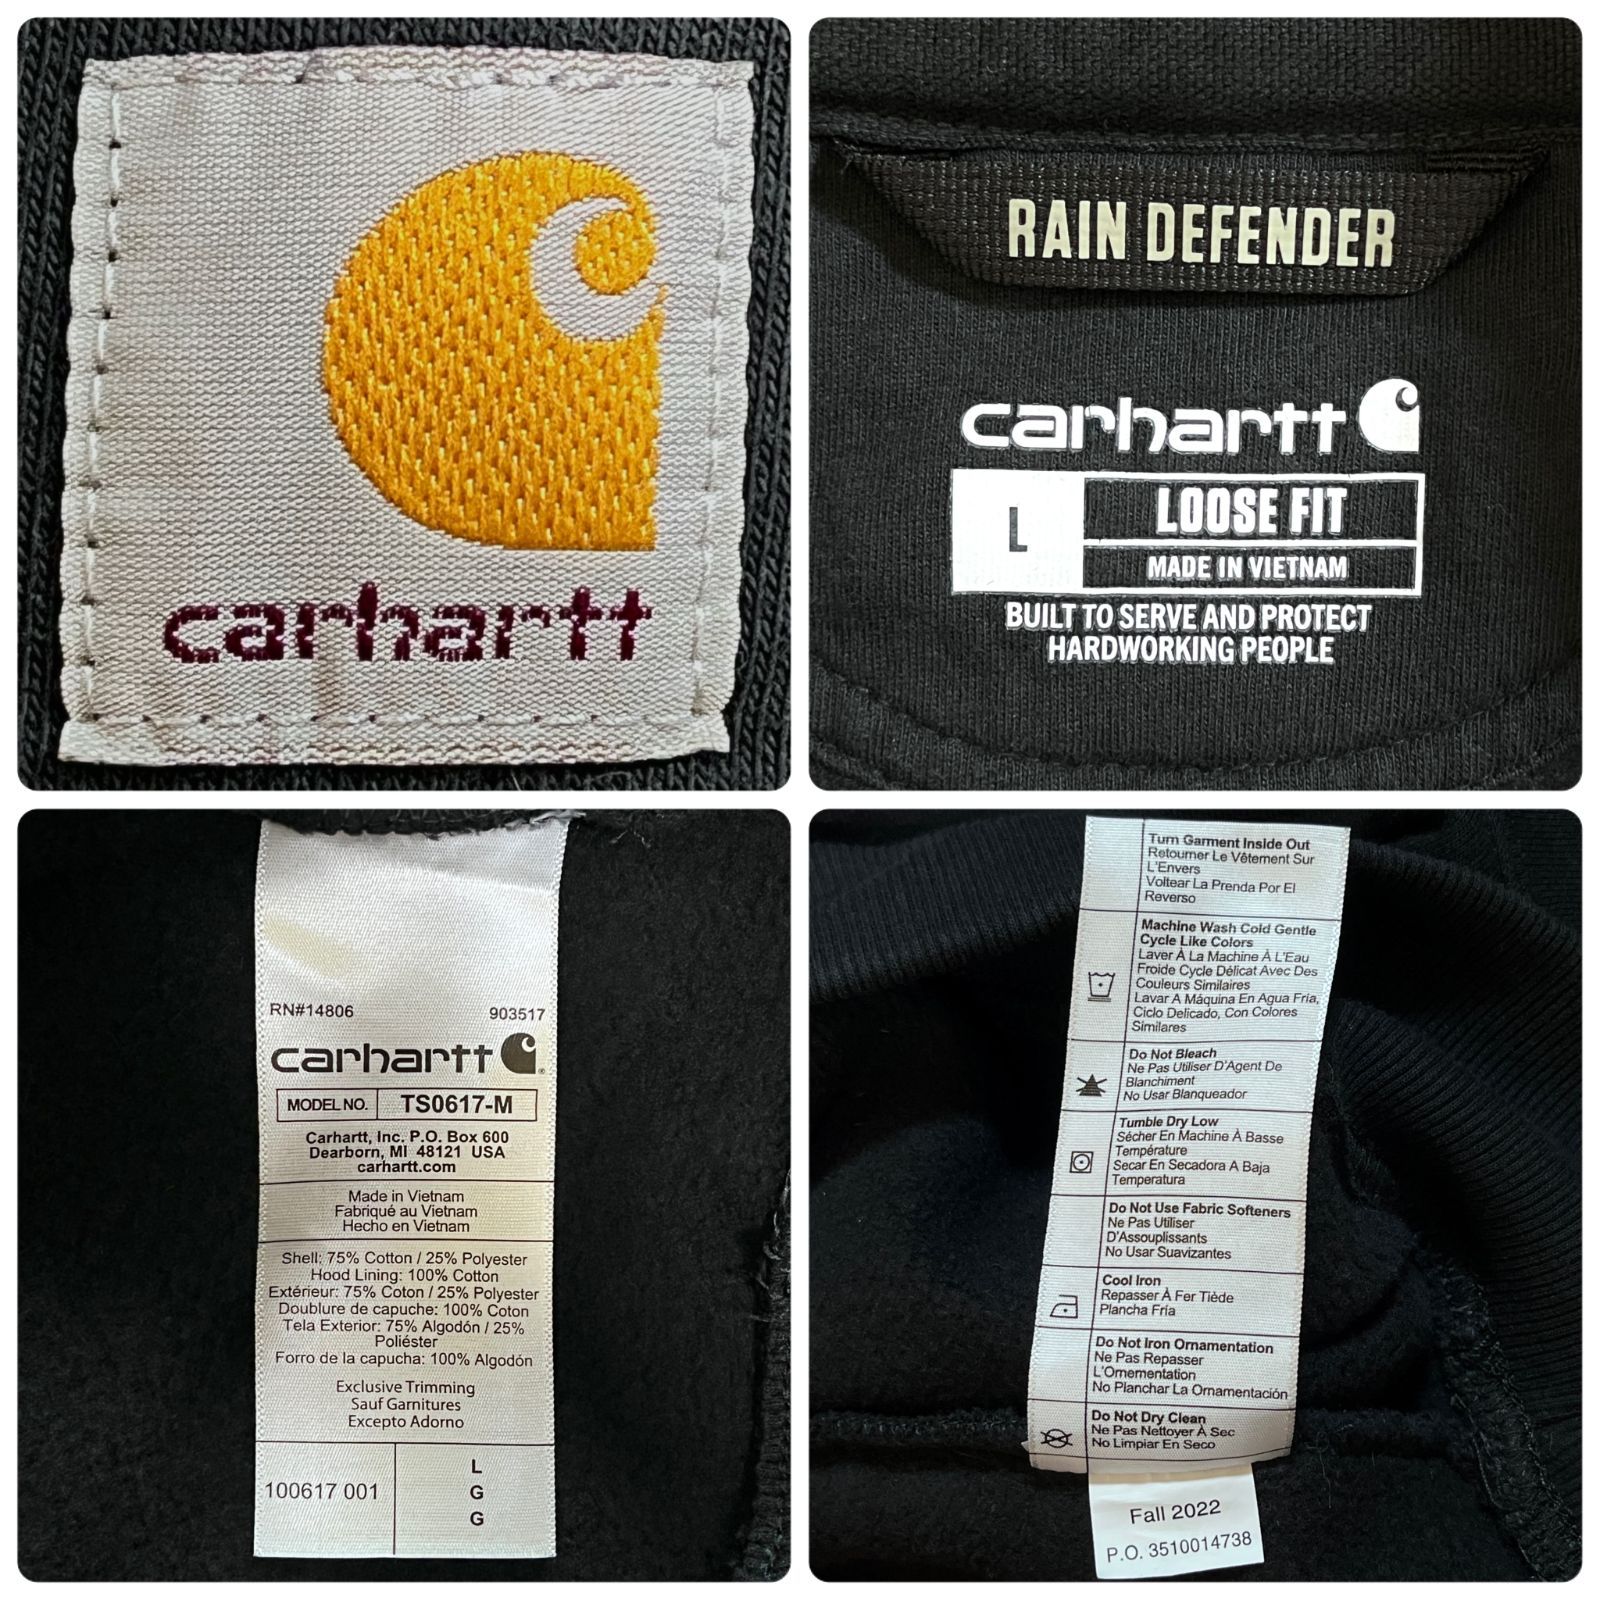 carhartt
RAIN DEFENDER
carhartt
L
LOOSE FIT
MADE IN VIETNAM
BUILT TO SERVE AND PROTECT
HARDWORKING PEOPLE
RN#14806 903517
carhartt
MODEL NO. TS0617-M
Carhartt, Inc. P.O. Box 600
Dearborn, MI 48121 USA
carhartt.com
Made in Vietnam
Fabriqué au Vietnam
Hecho en Vietnam
Shell: 75% Cotton / 25% Polyester
Hood Lining: 100% Cotton
Extérieur: 75% Coton / 25% Polyester
Doublure de capuche: 100% Coton
Tela Exterior: 75% Algodón / 25%
Poliéster
Forro de la capucha: 100% Algodón
Exclusive Trimming
Sauf Garnitures
Excepto Adorno
100617 001
L
G
G
Turn Garment Inside Out
Retourner Le Vêtement Sur
L'Envers
Voltear La Prenda Por El
Reverso
Machine Wash Cold Gentle
Cycle Like Colors
Laver À La Machine À L'Eau
Froide Cycle Délicat Avec Des
Couleurs Similaires
Lavar A Máquina En Agua Fria,
Ciclo Delicado, Con Colores
Similares
Do Not Bleach
Ne Pas Utiliser D'Agent De
Blanchiment
No Usar Blanqueador
Tumble Dry Low
Sécher En Machine À Basse
Température
Secar En Secadora A Baja
Temperatura
Do Not Use Fabric Softeners
Ne Pas Utiliser
D'Assouplissants
No Usar Suavizantes
Cool Iron
Repasser À Fer Tiède
Plancha Fría
Do Not Iron Ornamentation
Ne Pas Repasser
L'Ornementation
No Planchar La Ornamentación
Do Not Dry Clean
Ne Pas Nettoyer À Sec
No Limpiar En Seco
Fall 2022
P.O. 3510014738